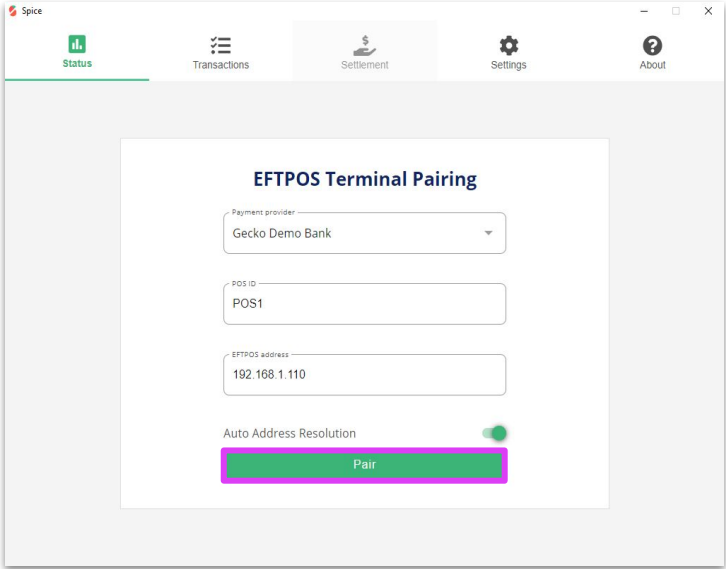 Spice
Status
Transactions
Settlement
Settings
About
EFTPOS Terminal Pairing
Payment provider
Gecko Demo Bank
POS ID
POS1
EFTPOS address
192.168.1.110
Auto Address Resolution
Pair